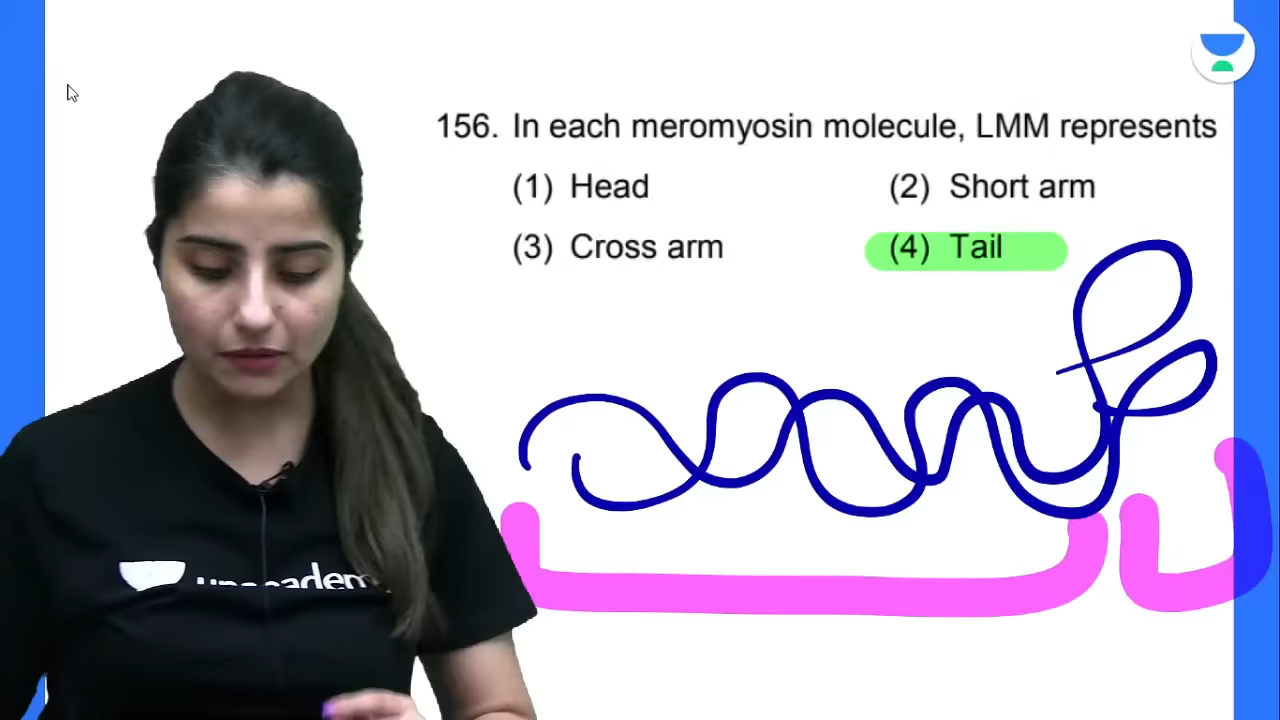 156. In each meromyosin molecule, LMM represents
(1) Head (2) Short arm
(3) Cross arm (4) Tail